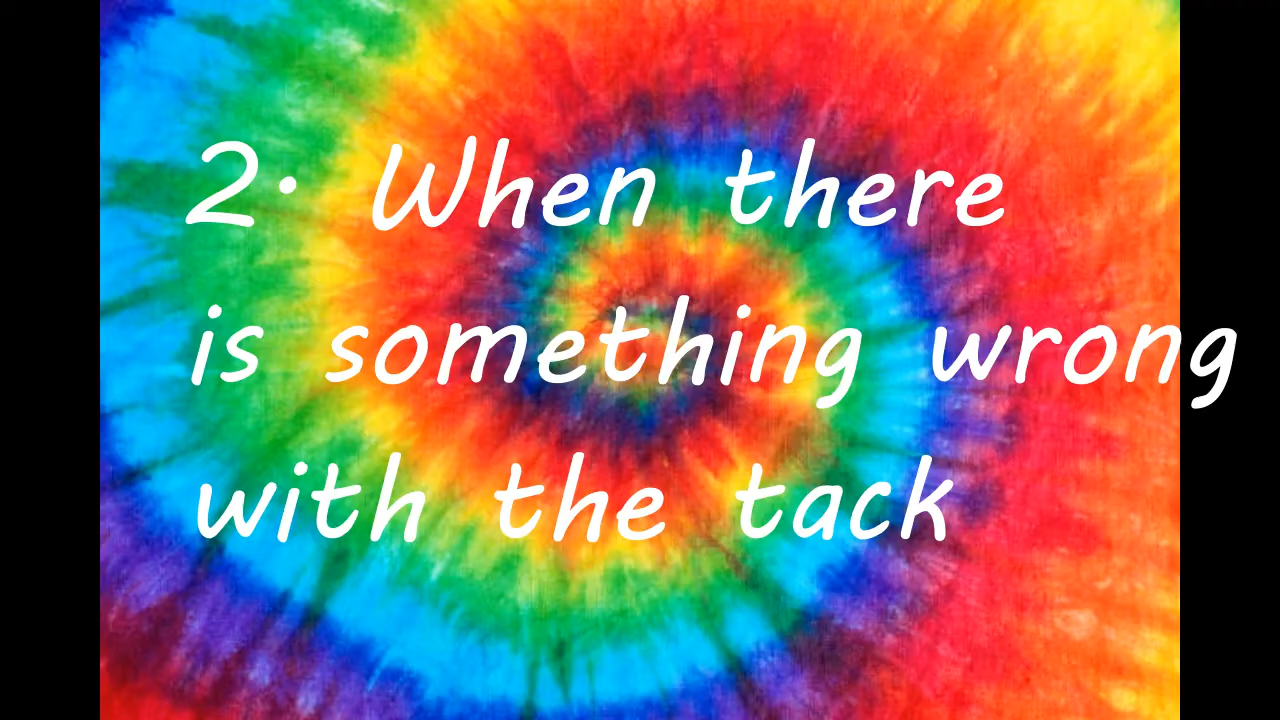 2. When there
is something wrong
with the tack